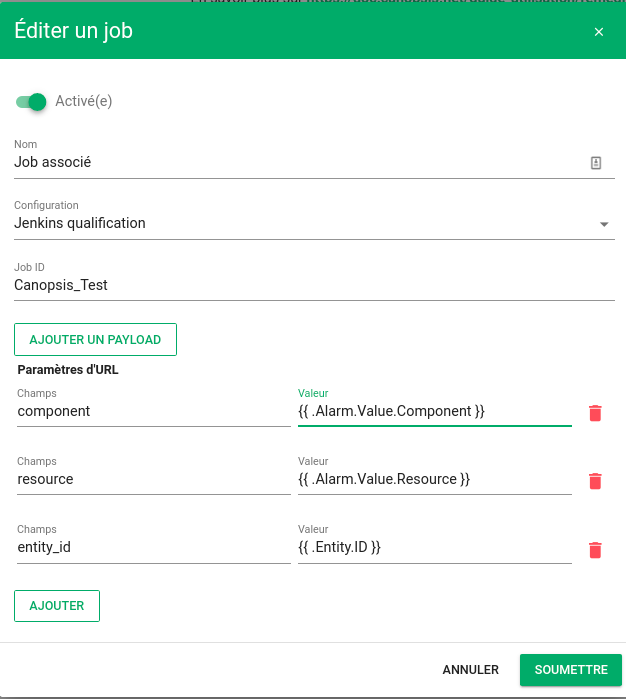 Éditer un job
Activé(e)
Nom
Job associé
Configuration
Jenkins qualification
Job ID
Canopsis_Test
AJOUTER UN PAYLOAD
Paramètres d'URL
Champs Valeur
component {{ .Alarm.Value.Component }}
Champs Valeur
resource {{ .Alarm.Value.Resource }}
Champs Valeur
entity_id {{ .Entity.ID }}
AJOUTER
ANNULER SOUMETTRE